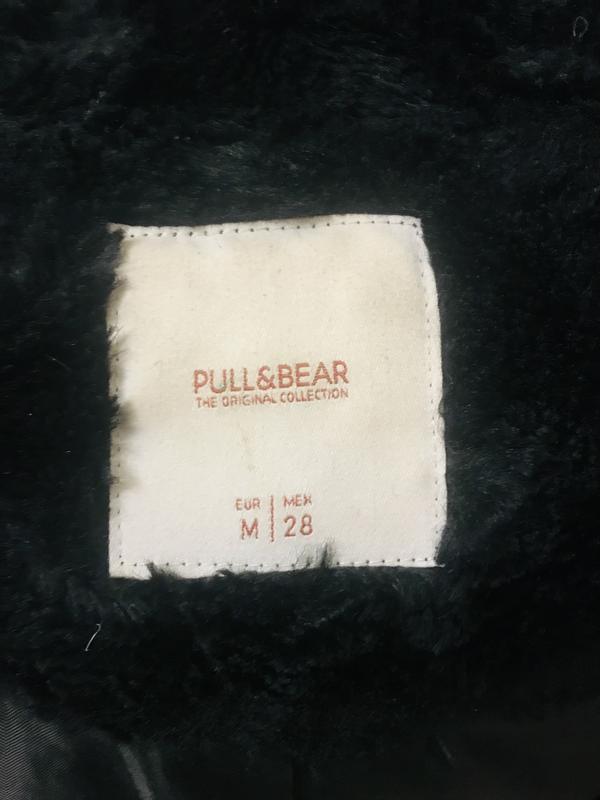 PULL&BEAR
THE ORIGINAL COLLECTION
EUR | MEX
M | 28